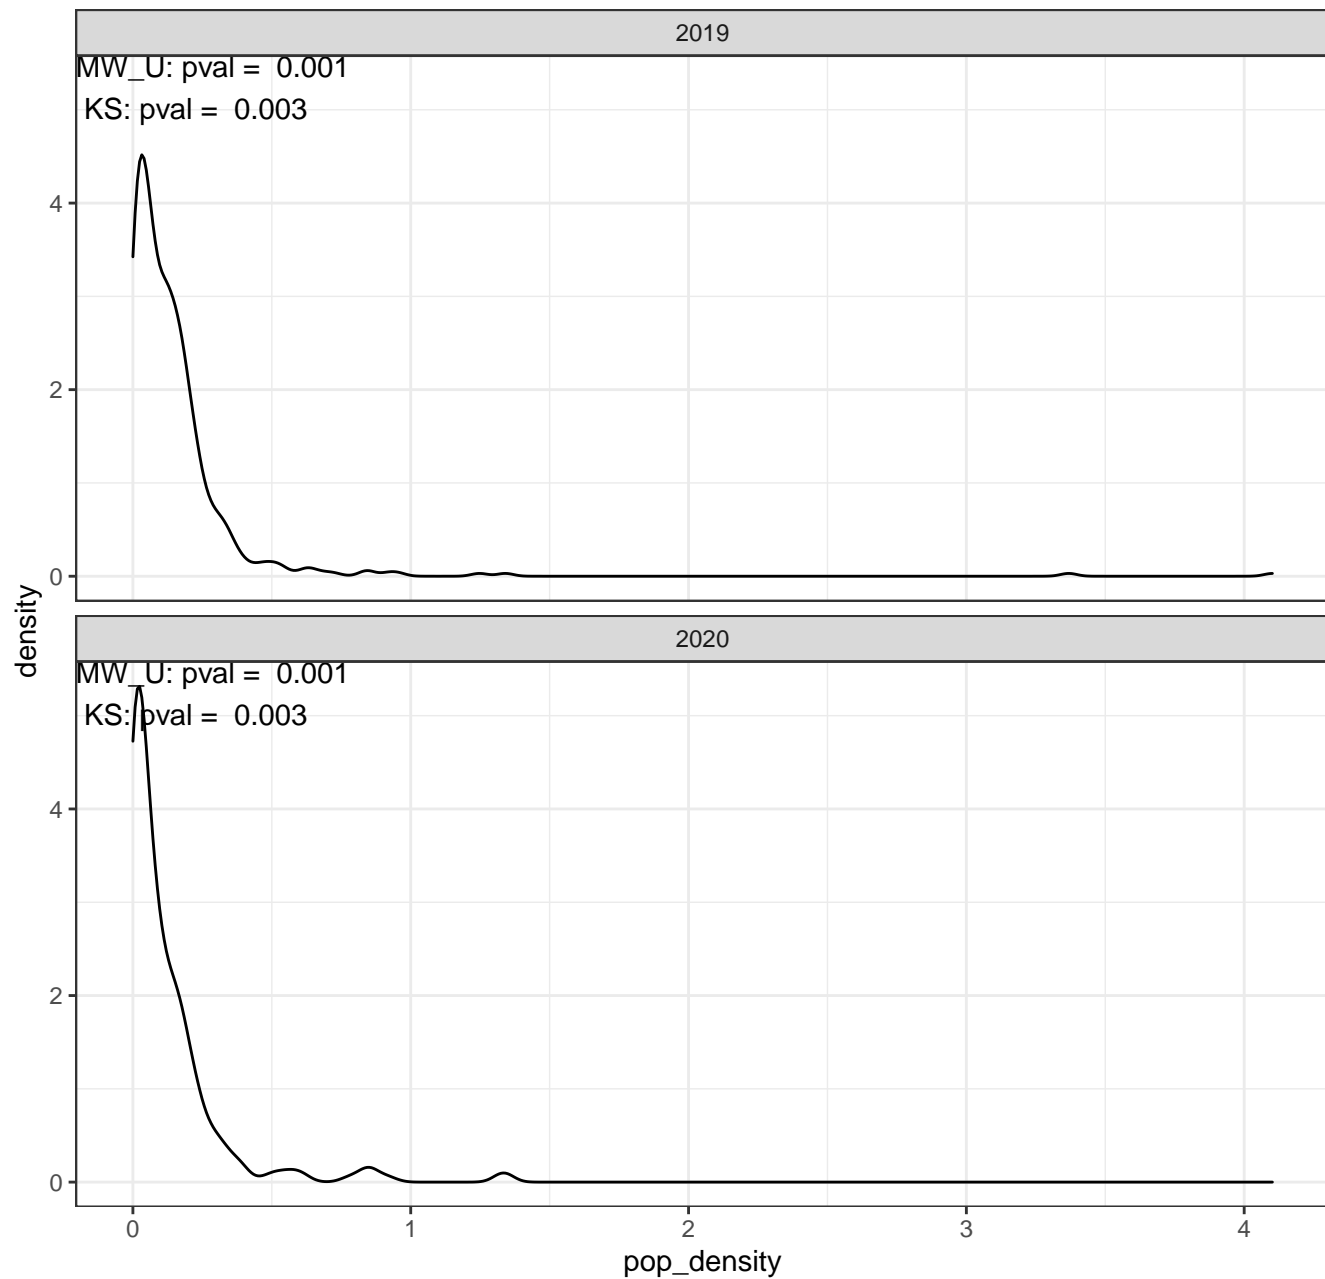 2019
MW_U: pval =  0.001
KS: pval =  0.003
4
2
0
2020
MW_U: pval =  0.001
KS: pval =  0.003
4
2
0
density
0 1 2 3 4
pop_density